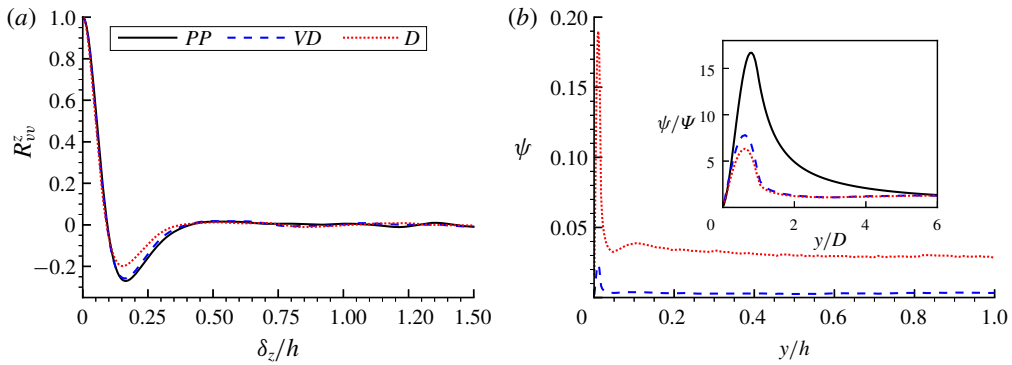 (a)
1.0
0.8
0.6
0.4
0.2
0
−0.2
R^z_{vv}
PP VD D
0 0.25 0.50 0.75 1.00 1.25 1.50
δ_z/h
(b)
0.20
0.15
0.10
0.05
0
ψ
0.2 0.4 0.6 0.8 1.0
y/h
15
10
5
ψ/Ψ
0 2 4 6
y/D